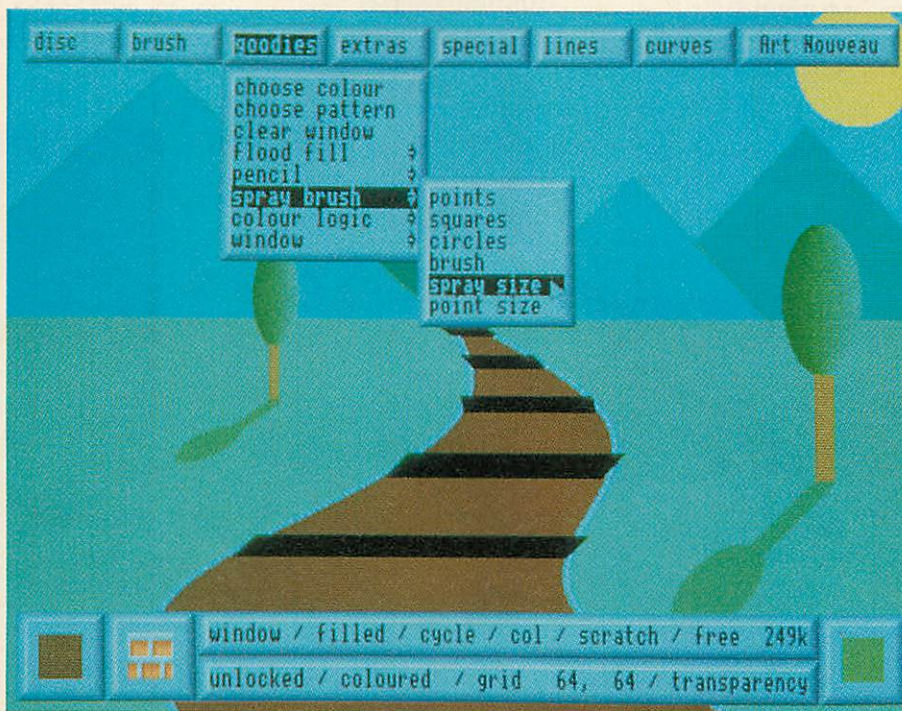 disc brush goodies extras special lines curves Art Nouveau
choose colour
choose pattern
clear window
flood fill
pencil
spray brush
colour logic
window
points
squares
circles
brush
spray size
point size
window / filled / cycle / col / scratch / free 249k
unlocked / coloured / grid 64, 64 / transparency